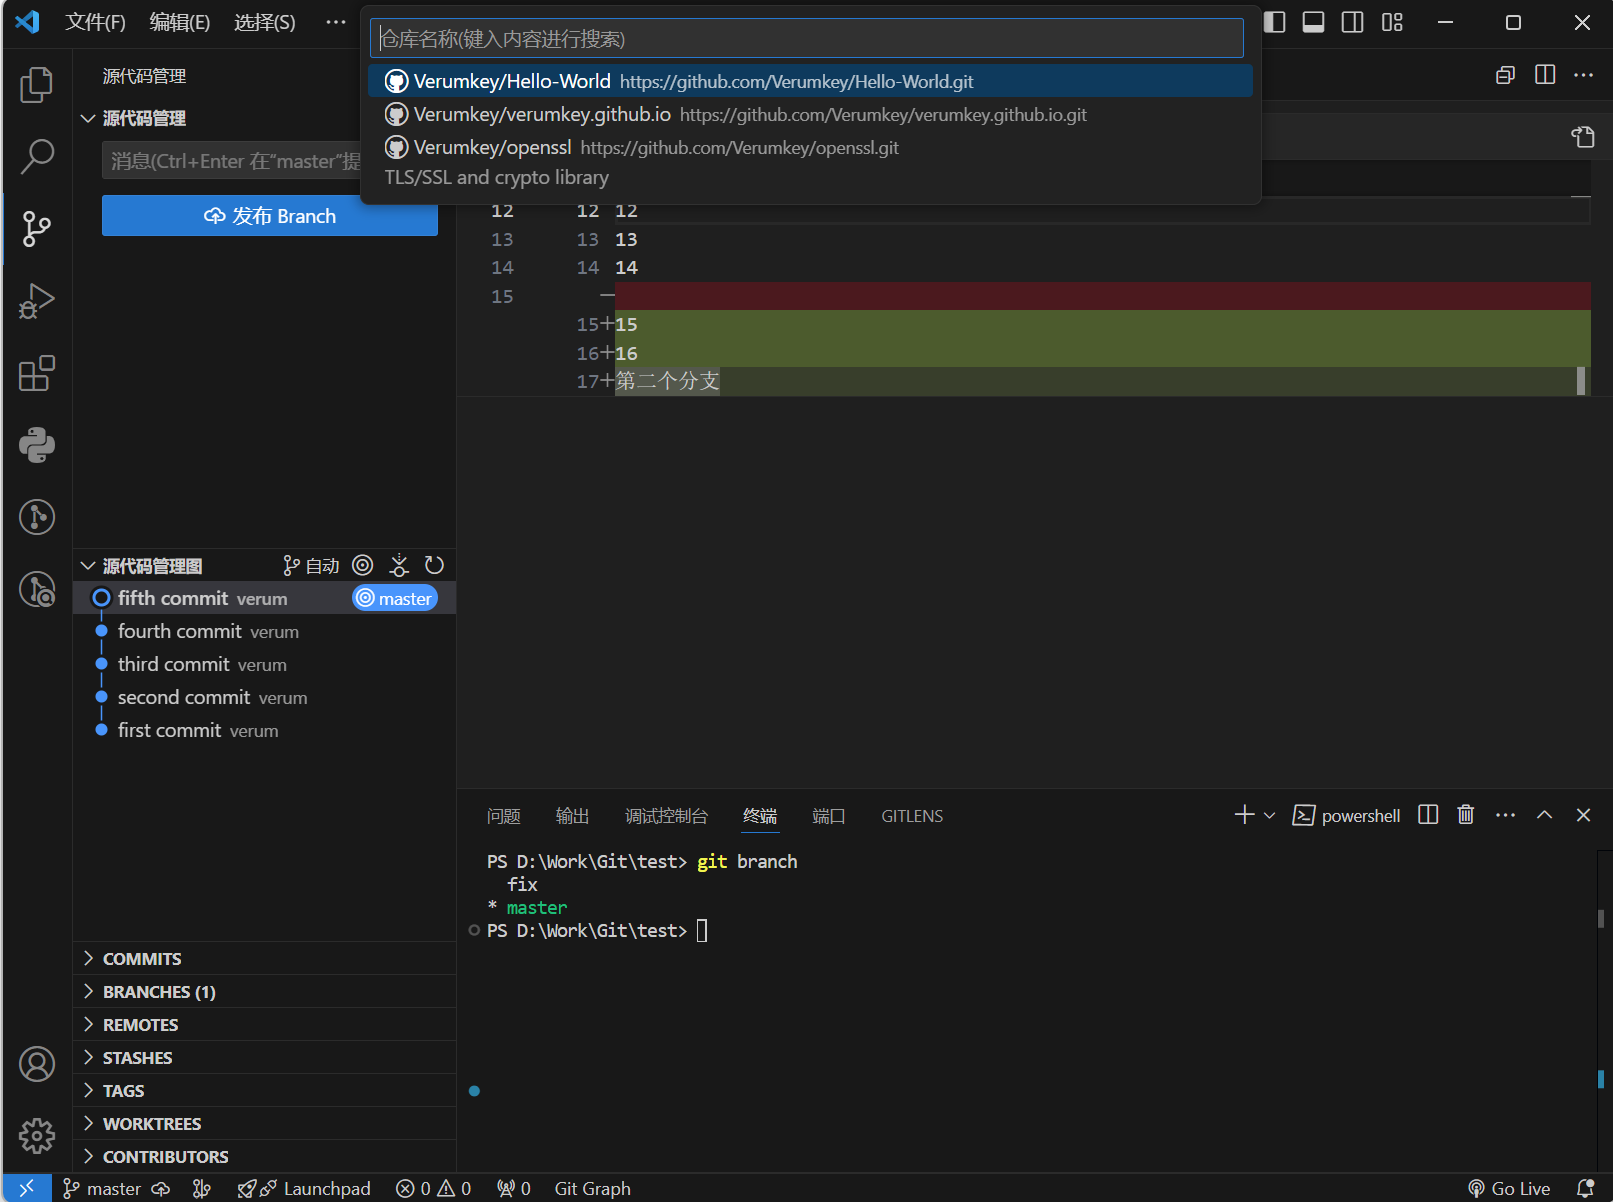 文件(F) 编辑(E) 选择(S) ···
仓库名称(键入内容进行搜索)
Verumkey/Hello-World https://github.com/Verumkey/Hello-World.git
Verumkey/verumkey.github.io https://github.com/Verumkey/verumkey.github.io.git
Verumkey/openssl https://github.com/Verumkey/openssl.git
TLS/SSL and crypto library
源代码管理
源代码管理
消息(Ctrl+Enter 在“master”提
发布 Branch
12 12 12
13 13 13
14 14 14
15 —
15+15
16+16
17+第二个分支
源代码管理图 自动
fifth commit verum master
fourth commit verum
third commit verum
second commit verum
first commit verum
COMMITS
BRANCHES (1)
REMOTES
STASHES
TAGS
WORKTREES
CONTRIBUTORS
问题 输出 调试控制台 终端 端口 GITLENS powershell
PS D:\Work\Git\test> git branch
fix
* master
PS D:\Work\Git\test>
master Launchpad 0 0 0 Git Graph Go Live